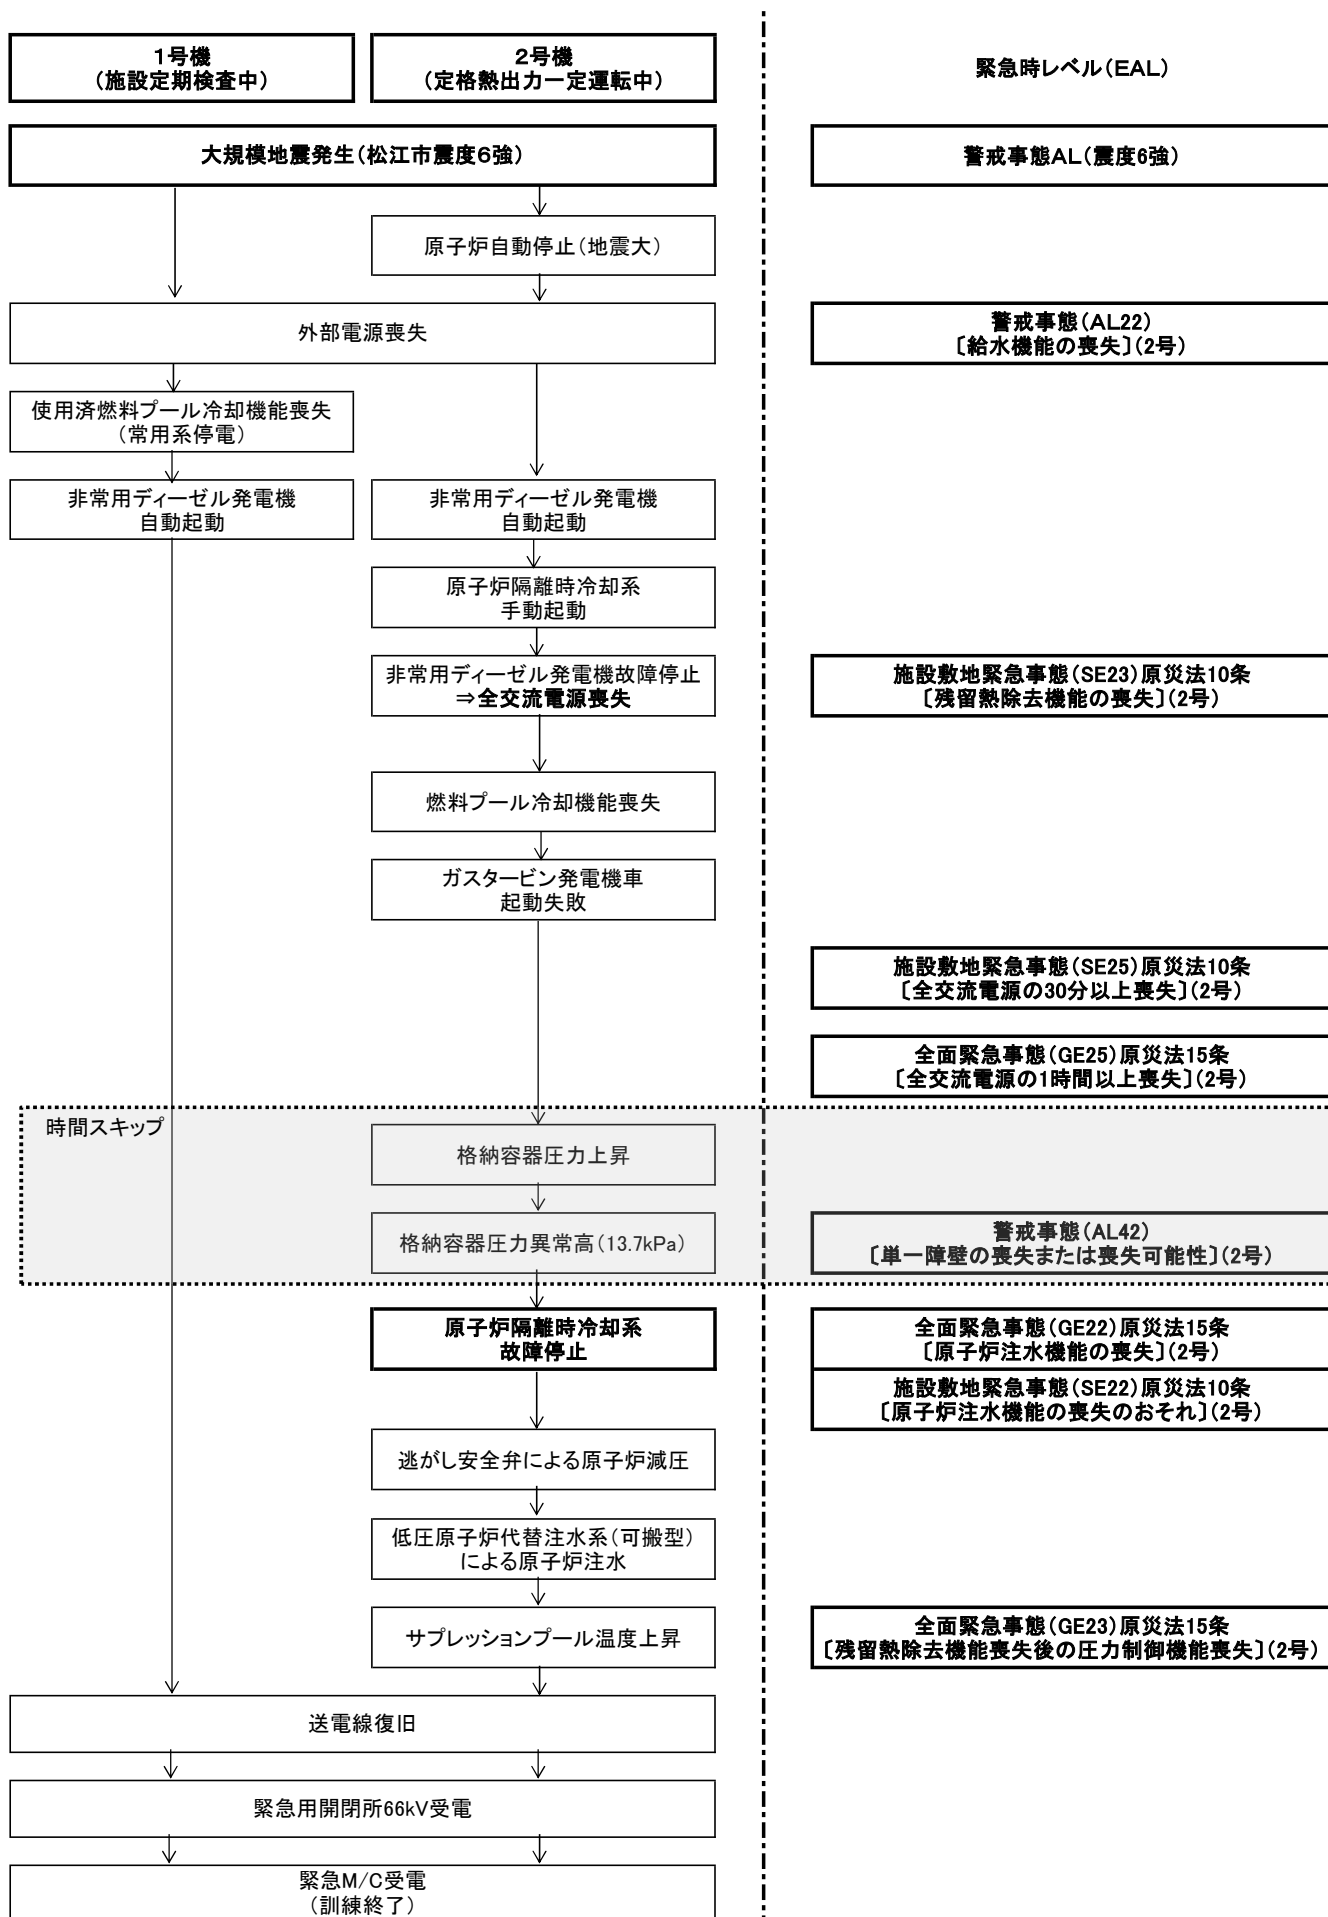 1号機
（施設定期検査中）
2号機
（定格熱出力一定運転中）
緊急時レベル（EAL）
大規模地震発生（松江市震度6強）
警戒事態AL（震度6強）
原子炉自動停止（地震大）
外部電源喪失
警戒事態（AL22）
〔給水機能の喪失〕（2号）
使用済燃料プール冷却機能喪失
（常用系停電）
非常用ディーゼル発電機
自動起動
非常用ディーゼル発電機
自動起動
原子炉隔離時冷却系
手動起動
非常用ディーゼル発電機故障停止
⇒全交流電源喪失
施設敷地緊急事態（SE23）原災法10条
〔残留熱除去機能の喪失〕（2号）
燃料プール冷却機能喪失
ガスタービン発電機車
起動失敗
施設敷地緊急事態（SE25）原災法10条
〔全交流電源の30分以上喪失〕（2号）
全面緊急事態（GE25）原災法15条
〔全交流電源の1時間以上喪失〕（2号）
時間スキップ
格納容器圧力上昇
格納容器圧力異常高（13.7kPa）
警戒事態（AL42）
〔単一障壁の喪失または喪失可能性〕（2号）
原子炉隔離時冷却系
故障停止
全面緊急事態（GE22）原災法15条
〔原子炉注水機能の喪失〕（2号）
施設敷地緊急事態（SE22）原災法10条
〔原子炉注水機能の喪失のおそれ〕（2号）
逃がし安全弁による原子炉減圧
低圧原子炉代替注水系（可搬型）
による原子炉注水
サプレッションプール温度上昇
全面緊急事態（GE23）原災法15条
〔残留熱除去機能喪失後の圧力制御機能喪失〕（2号）
送電線復旧
緊急用開閉所66kV受電
緊急M/C受電
（訓練終了）